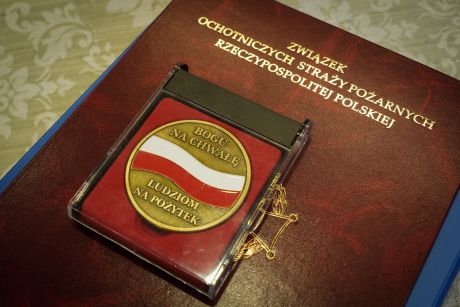 ZWIĄZEK
OCHOTNICZYCH STRAŻY POŻARNYCH
RZECZYPOSPOLITEJ POLSKIEJ
BOGU
NA CHWAŁĘ
LUDZIOM
NA POŻYTEK